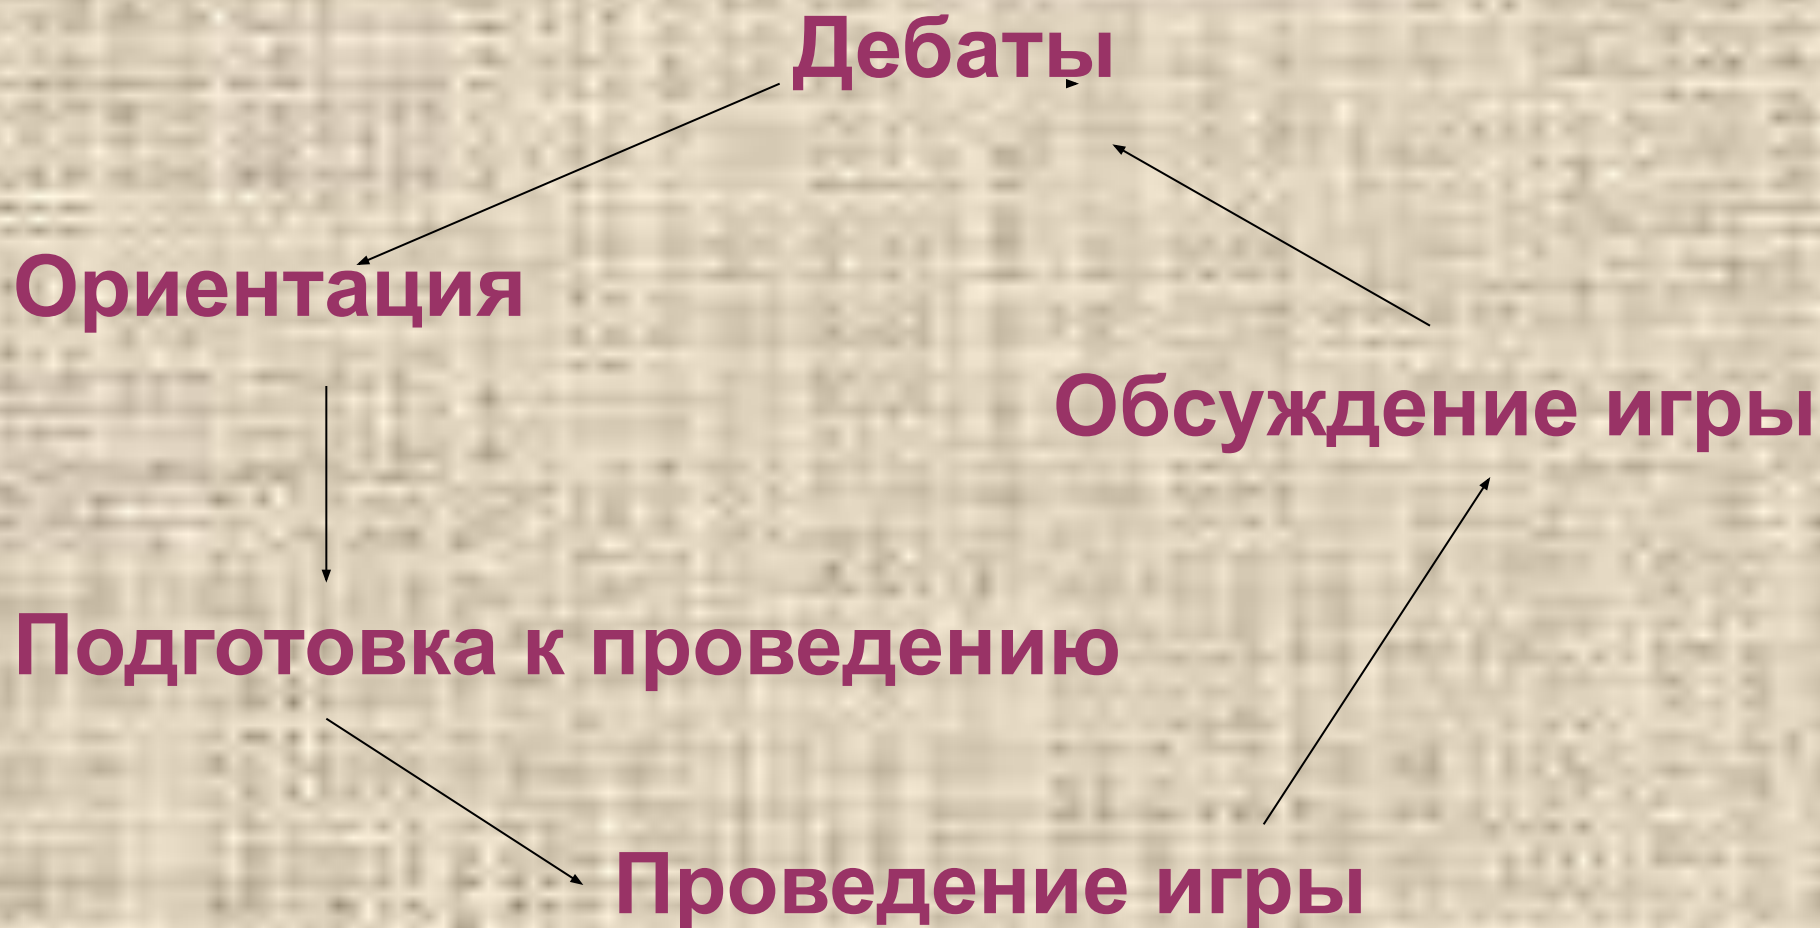 Дебаты
Ориентация
Обсуждение игры
Подготовка к проведению
Проведение игры